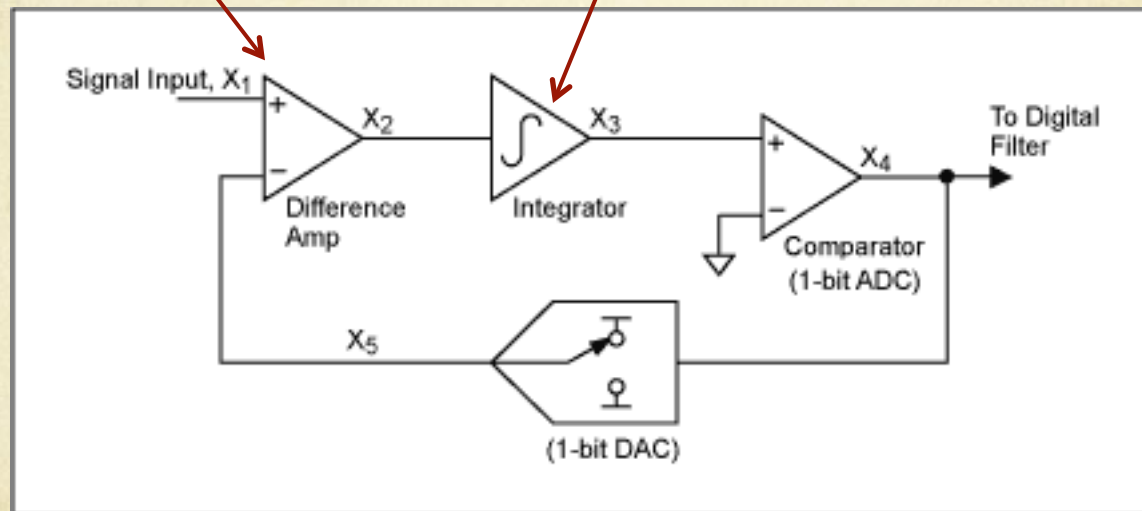 Signal Input, X1
+
−
X2
Difference
Amp
∫
Integrator
X3
+
−
X4
Comparator
(1-bit ADC)
To Digital
Filter
X5
(1-bit DAC)